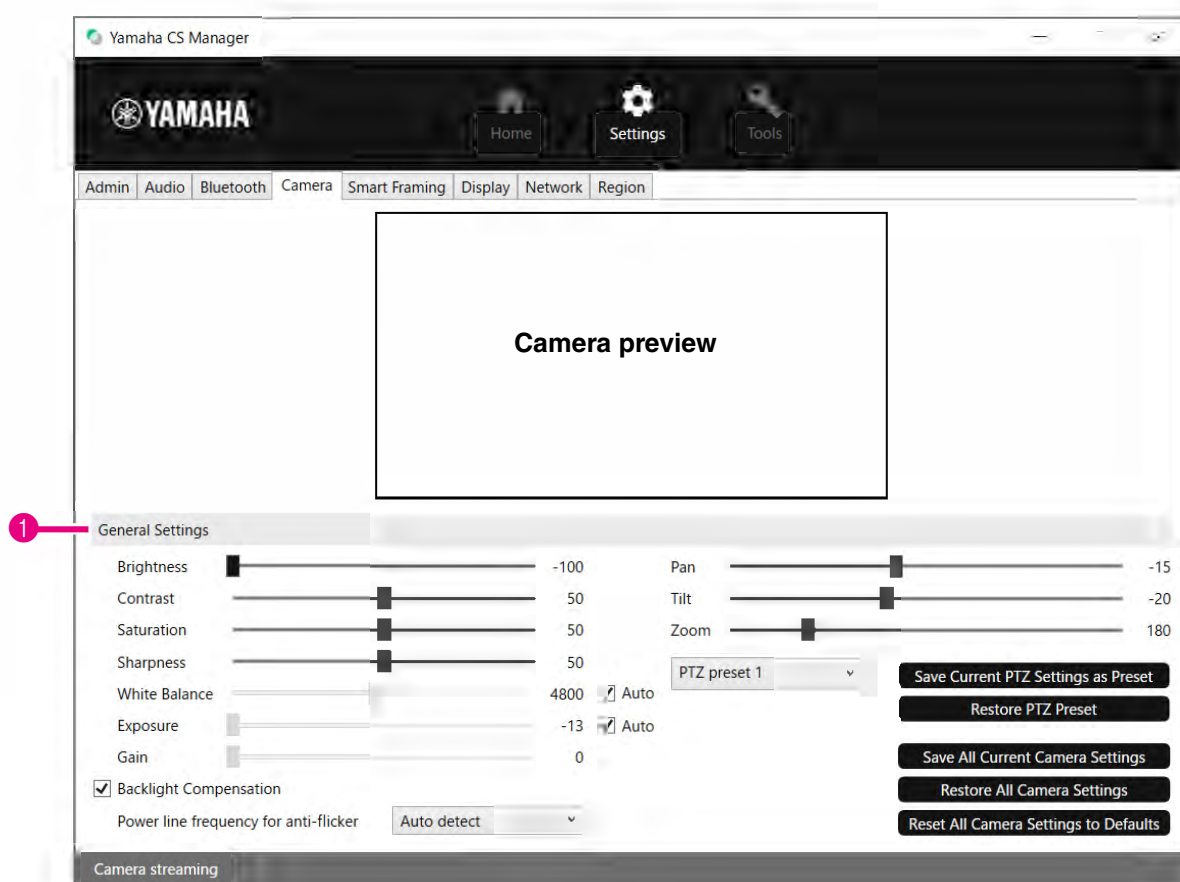 Yamaha CS Manager
YAMAHA
Home Settings Tools
Admin Audio Bluetooth Camera Smart Framing Display Network Region
Camera preview
1
General Settings
Brightness -100
Contrast 50
Saturation 50
Sharpness 50
White Balance 4800 Auto
Exposure -13 Auto
Gain 0
Backlight Compensation
Power line frequency for anti-flicker Auto detect
Pan -15
Tilt -20
Zoom 180
PTZ preset 1
Save Current PTZ Settings as Preset
Restore PTZ Preset
Save All Current Camera Settings
Restore All Camera Settings
Reset All Camera Settings to Defaults
Camera streaming